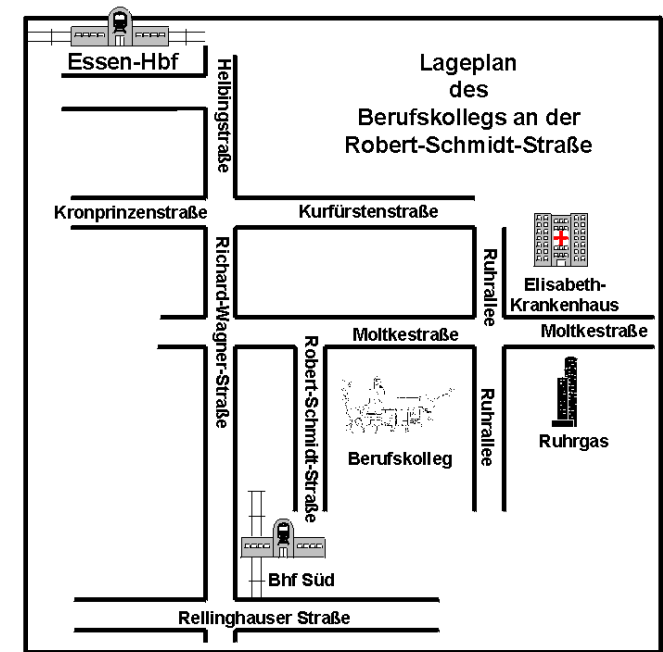 Essen-Hbf
Lageplan
des
Berufskollegs an der
Robert-Schmidt-Straße
Helbingstraße
Kronprinzenstraße
Kurfürstenstraße
Richard-Wagner-Straße
Ruhrallee
Elisabeth-
Krankenhaus
Moltkestraße
Moltkestraße
Robert-Schmidt-Straße
Ruhrallee
Berufskolleg
Ruhrgas
Bhf Süd
Rellinghauser Straße